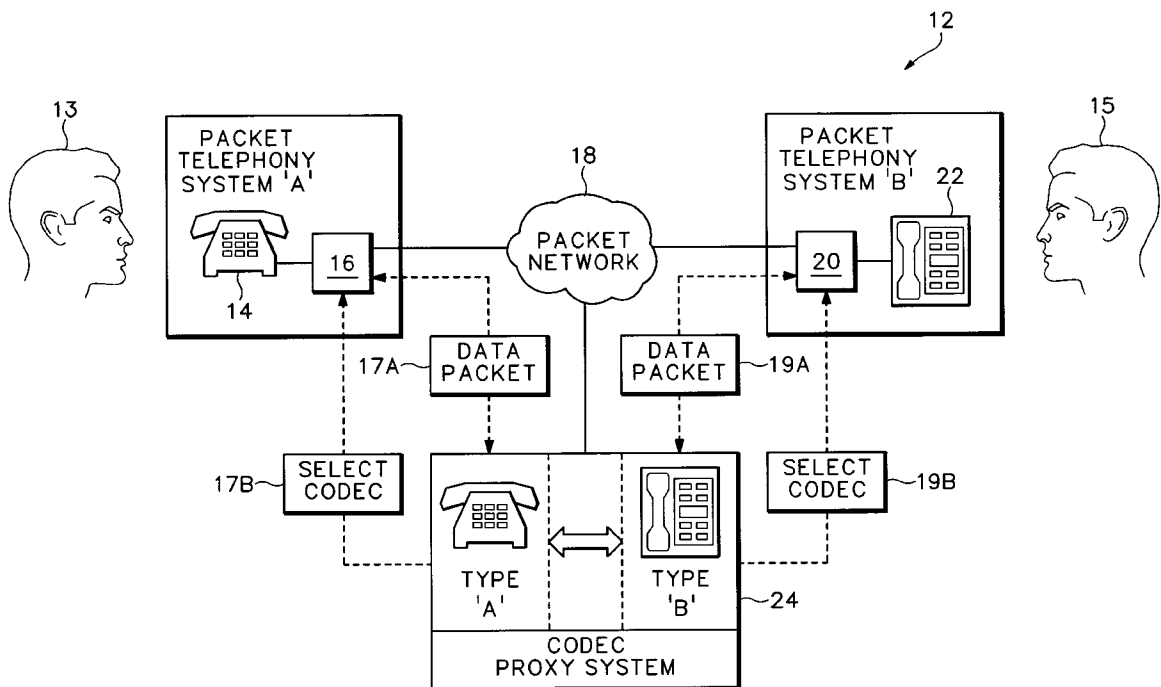 12
13
PACKET
TELEPHONY
SYSTEM 'A'
14
16
18
PACKET
NETWORK
PACKET
TELEPHONY
SYSTEM 'B'
22
20
15
17A
DATA
PACKET
DATA
PACKET
19A
17B
SELECT
CODEC
SELECT
CODEC
19B
TYPE
'A'
TYPE
'B'
24
CODEC
PROXY SYSTEM